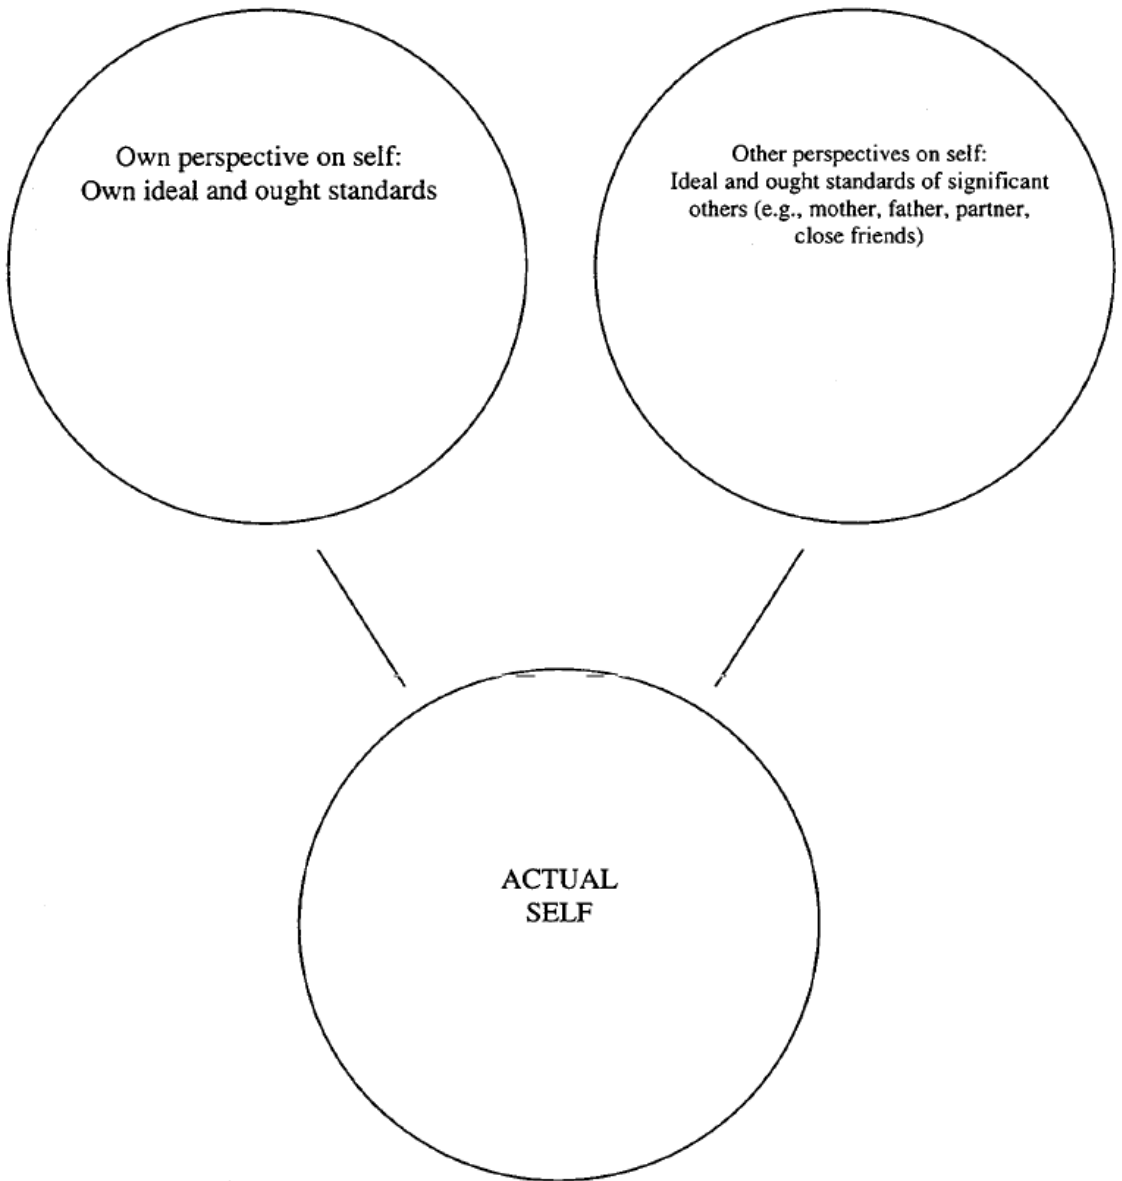 Own perspective on self:
Own ideal and ought standards
Other perspectives on self:
Ideal and ought standards of significant
others (e.g., mother, father, partner,
close friends)
ACTUAL
SELF